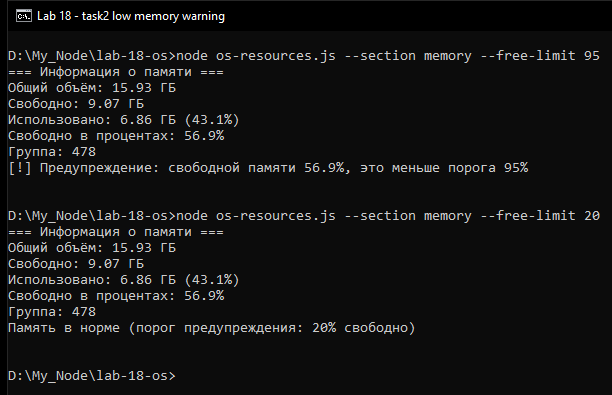 Lab 18 - task2 low memory warning
D:\My_Node\lab-18-os>node os-resources.js --section memory --free-limit 95
=== Информация о памяти ===
Общий объём: 15.93 ГБ
Свободно: 9.07 ГБ
Использовано: 6.86 ГБ (43.1%)
Свободно в процентах: 56.9%
Группа: 478
[!] Предупреждение: свободной памяти 56.9%, это меньше порога 95%
D:\My_Node\lab-18-os>node os-resources.js --section memory --free-limit 20
=== Информация о памяти ===
Общий объём: 15.93 ГБ
Свободно: 9.07 ГБ
Использовано: 6.86 ГБ (43.1%)
Свободно в процентах: 56.9%
Группа: 478
Память в норме (порог предупреждения: 20% свободно)
D:\My_Node\lab-18-os>